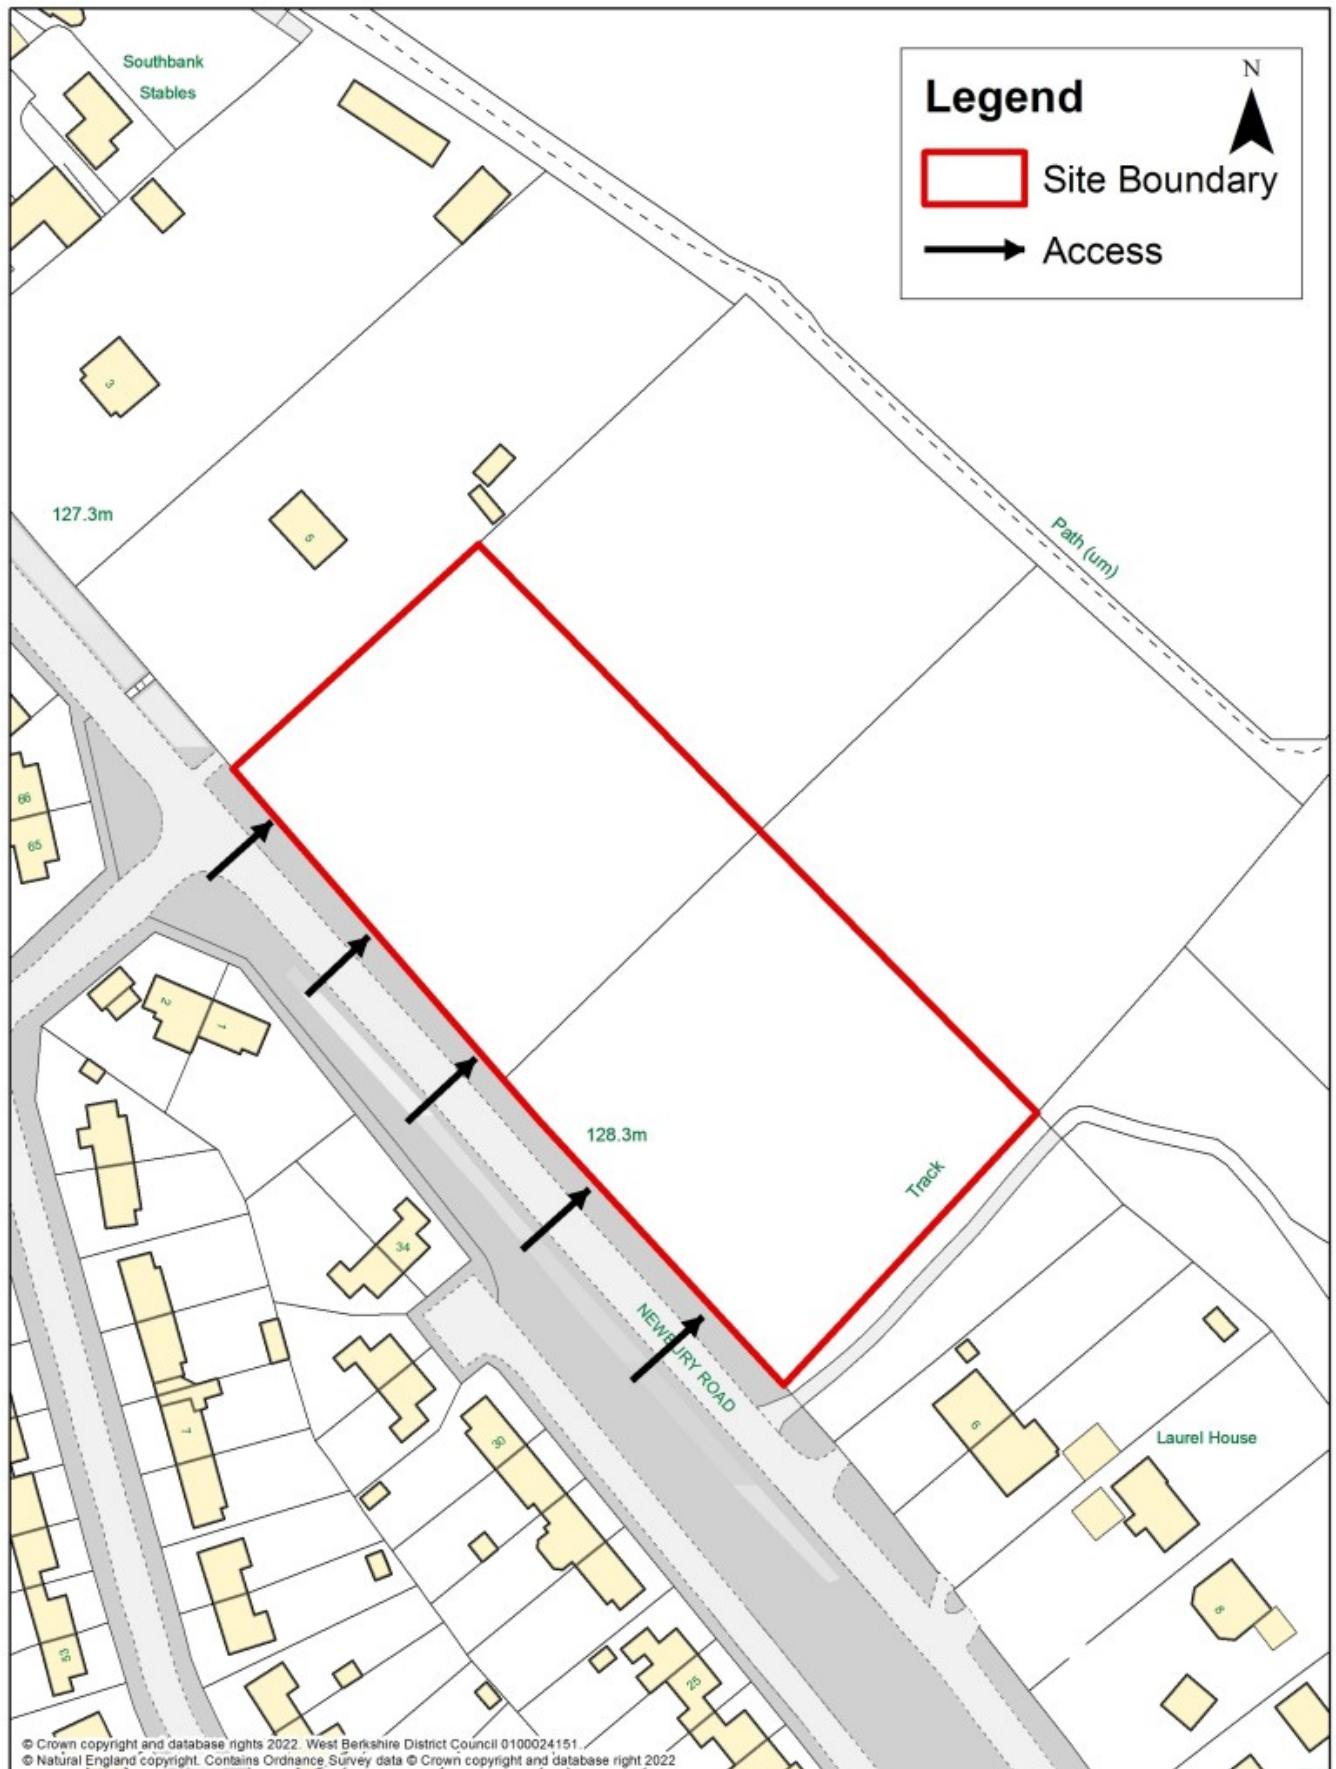 Southbank
Stables
Legend
N
Site Boundary
Access
3
127.3m
5
Path (um)
66
65
2
1
128.3m
Track
34
NEWBURY ROAD
7
30
6
Laurel House
8
53
25
© Crown copyright and database rights 2022. West Berkshire District Council 0100024151.
© Natural England copyright. Contains Ordnance Survey data © Crown copyright and database right 2022